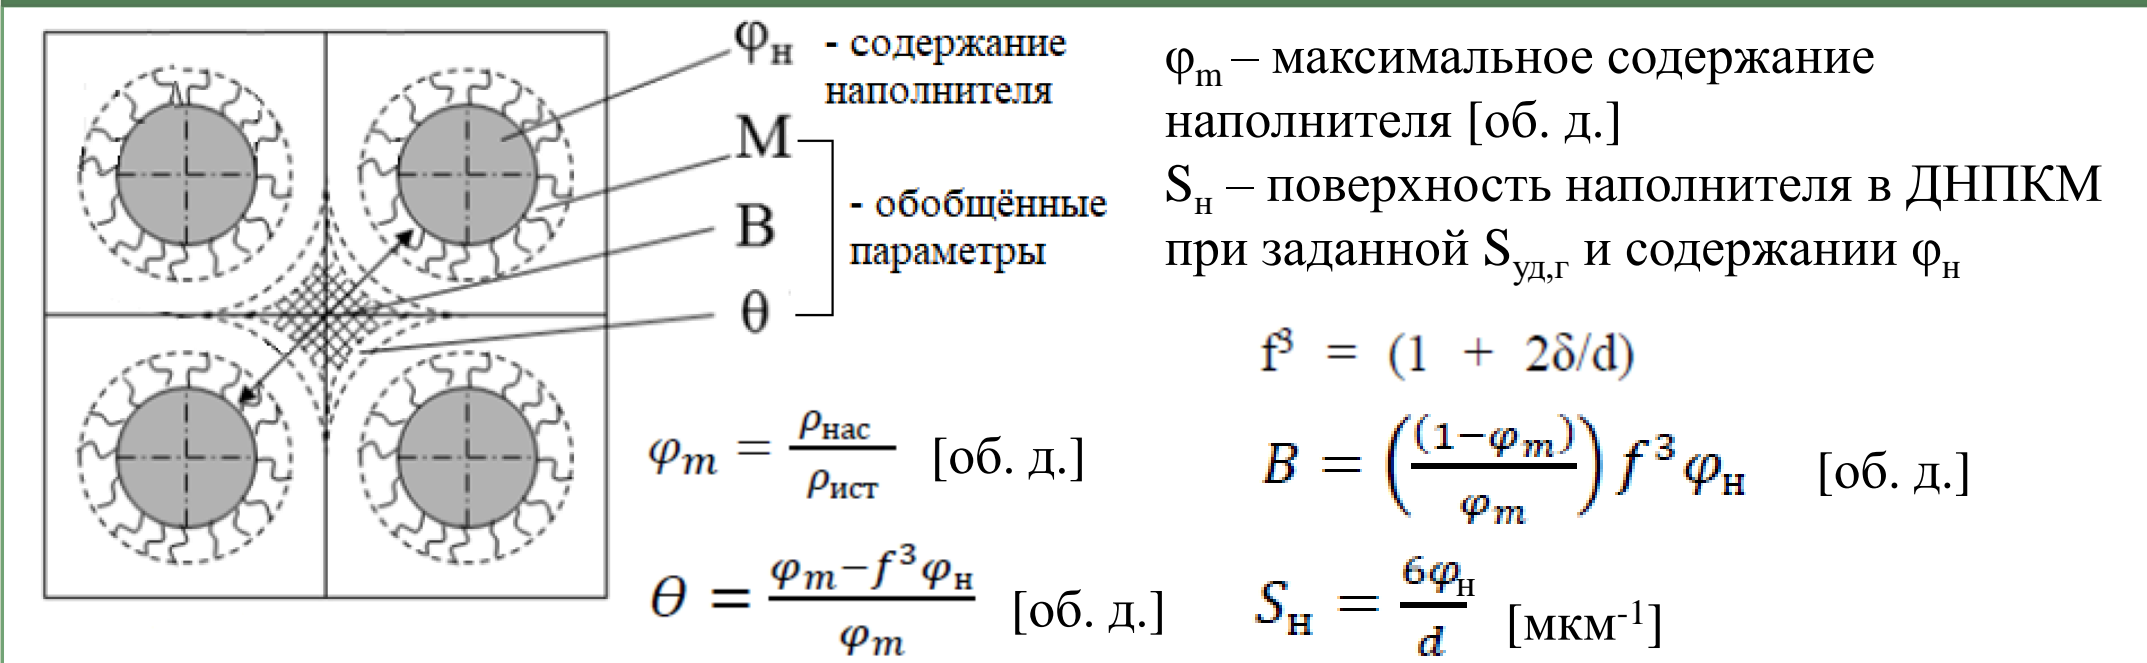 φн - содержание
наполнителя
M
B
- обобщённые
параметры
θ
φm – максимальное содержание
наполнителя [об. д.]
Sн – поверхность наполнителя в ДНПКМ
при заданной Sуд,г и содержании φн
f³ = (1 + 2δ/d)
φm = ρнас / ρист [об. д.]
B = ((1−φm) / φm) f³ φн [об. д.]
θ = (φm−f³φн) / φm [об. д.]
Sн = 6φн / d [мкм⁻¹]